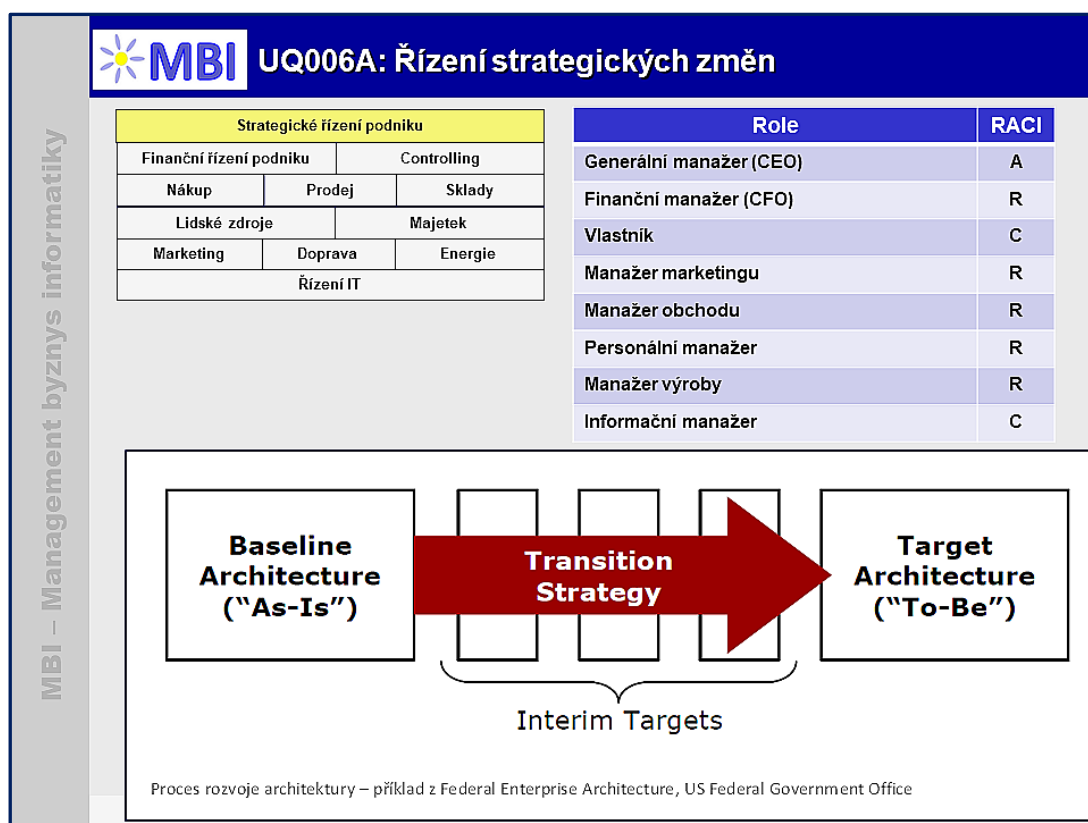 MBI
UQ006A: Řízení strategických změn
MBI – Management byznys informatiky
Strategické řízení podniku
Finanční řízení podniku Controlling
Nákup Prodej Sklady
Lidské zdroje Majetek
Marketing Doprava Energie
Řízení IT
Role RACI
Generální manažer (CEO) A
Finanční manažer (CFO) R
Vlastník C
Manažer marketingu R
Manažer obchodu R
Personální manažer R
Manažer výroby R
Informační manažer C
Baseline
Architecture
(“As-Is”)
Transition
Strategy
Target
Architecture
(“To-Be”)
Interim Targets
Proces rozvoje architektury – příklad z Federal Enterprise Architecture, US Federal Government Office